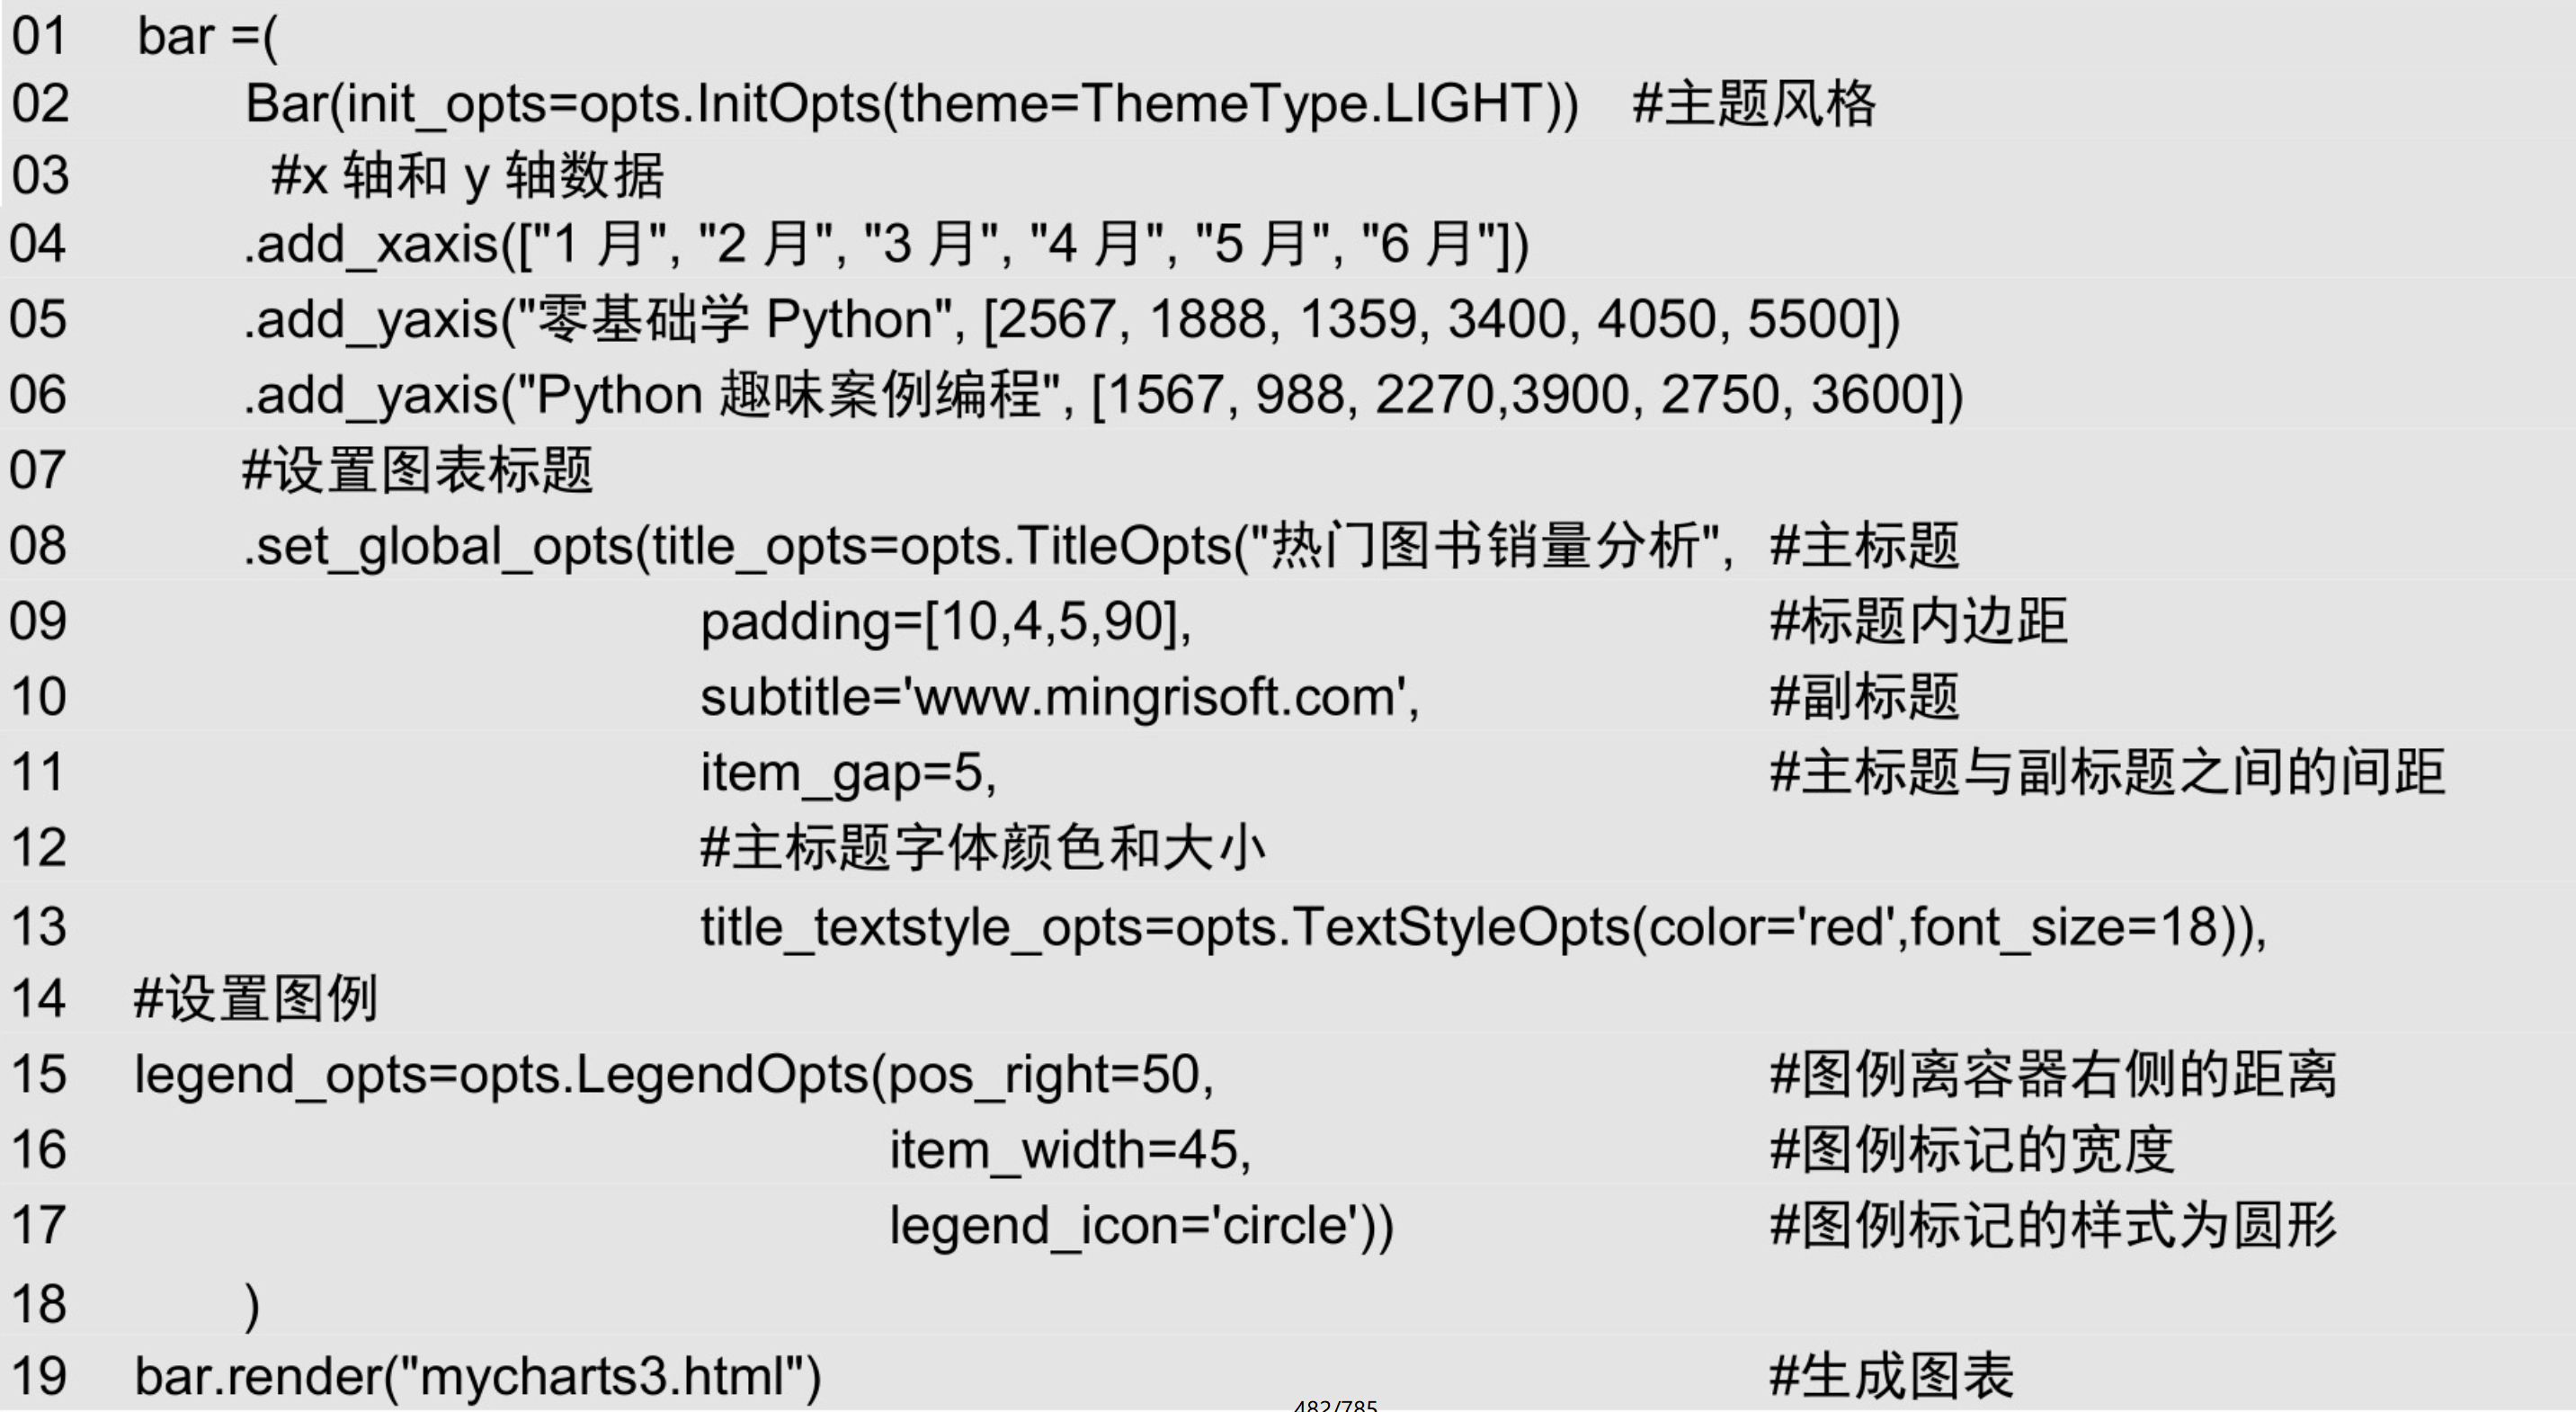 01 bar =(
02 Bar(init_opts=opts.InitOpts(theme=ThemeType.LIGHT)) #主题风格
03 #x 轴和 y 轴数据
04 .add_xaxis(["1 月", "2 月", "3 月", "4 月", "5 月", "6 月"])
05 .add_yaxis("零基础学 Python", [2567, 1888, 1359, 3400, 4050, 5500])
06 .add_yaxis("Python 趣味案例编程", [1567, 988, 2270,3900, 2750, 3600])
07 #设置图表标题
08 .set_global_opts(title_opts=opts.TitleOpts("热门图书销量分析", #主标题
09 padding=[10,4,5,90], #标题内边距
10 subtitle='www.mingrisoft.com', #副标题
11 item_gap=5, #主标题与副标题之间的间距
12 #主标题字体颜色和大小
13 title_textstyle_opts=opts.TextStyleOpts(color='red',font_size=18)),
14 #设置图例
15 legend_opts=opts.LegendOpts(pos_right=50, #图例离容器右侧的距离
16 item_width=45, #图例标记的宽度
17 legend_icon='circle')) #图例标记的样式为圆形
18 )
19 bar.render("mycharts3.html") #生成图表
482/785